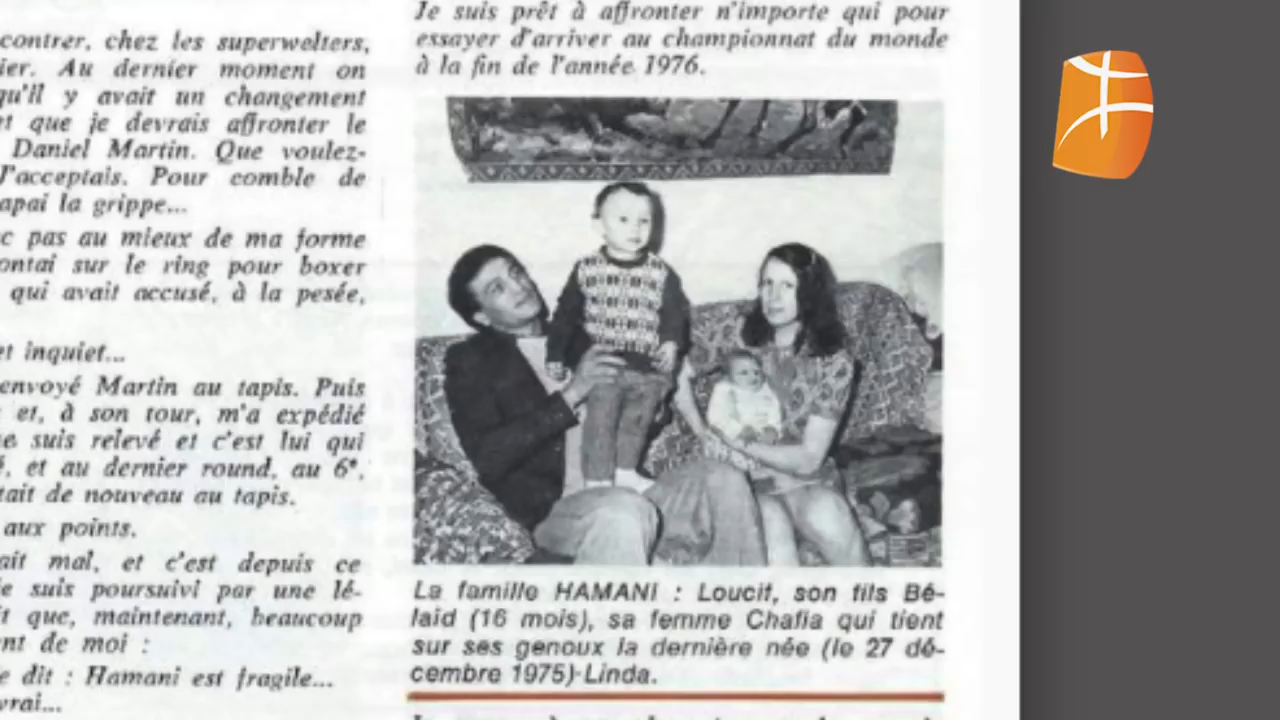 contrer, chez les superwelters,
ier. Au dernier moment on
qu'il y avait un changement
et que je devrais affronter le
Daniel Martin. Que voulez-
J'acceptais. Pour comble de
apai la grippe...
c pas au mieux de ma forme
ontai sur le ring pour boxer
qui avait accusé, à la pesée,
et inquiet...
envoyé Martin au tapis. Puis
et, à son tour, m'a expédié
e suis relevé et c'est lui qui
é, et au dernier round, au 6e,
tait de nouveau au tapis.
aux points.
ait mal, et c'est depuis ce
e suis poursuivi par une lé-
it que, maintenant, beaucoup
ent de moi :
e dit : Hamani est fragile...
vrai...
Je suis prêt à affronter n'importe qui pour
essayer d'arriver au championnat du monde
à la fin de l'année 1976.
La famille HAMANI : Loucif, son fils Bé-
laid (16 mois), sa femme Chafia qui tient
sur ses genoux la dernière née (le 27 dé-
cembre 1975)-Linda.